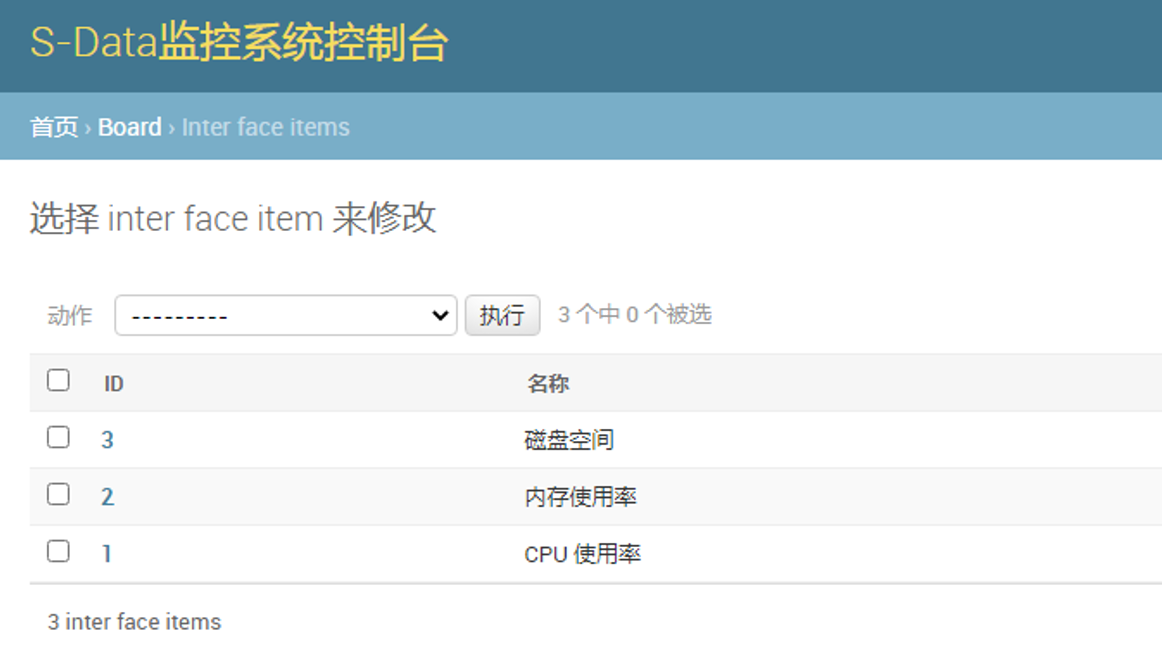 S-Data监控系统控制台
首页 › Board › Inter face items
选择 inter face item 来修改
动作 --------- 执行 3 个中 0 个被选
ID 名称
3 磁盘空间
2 内存使用率
1 CPU 使用率
3 inter face items